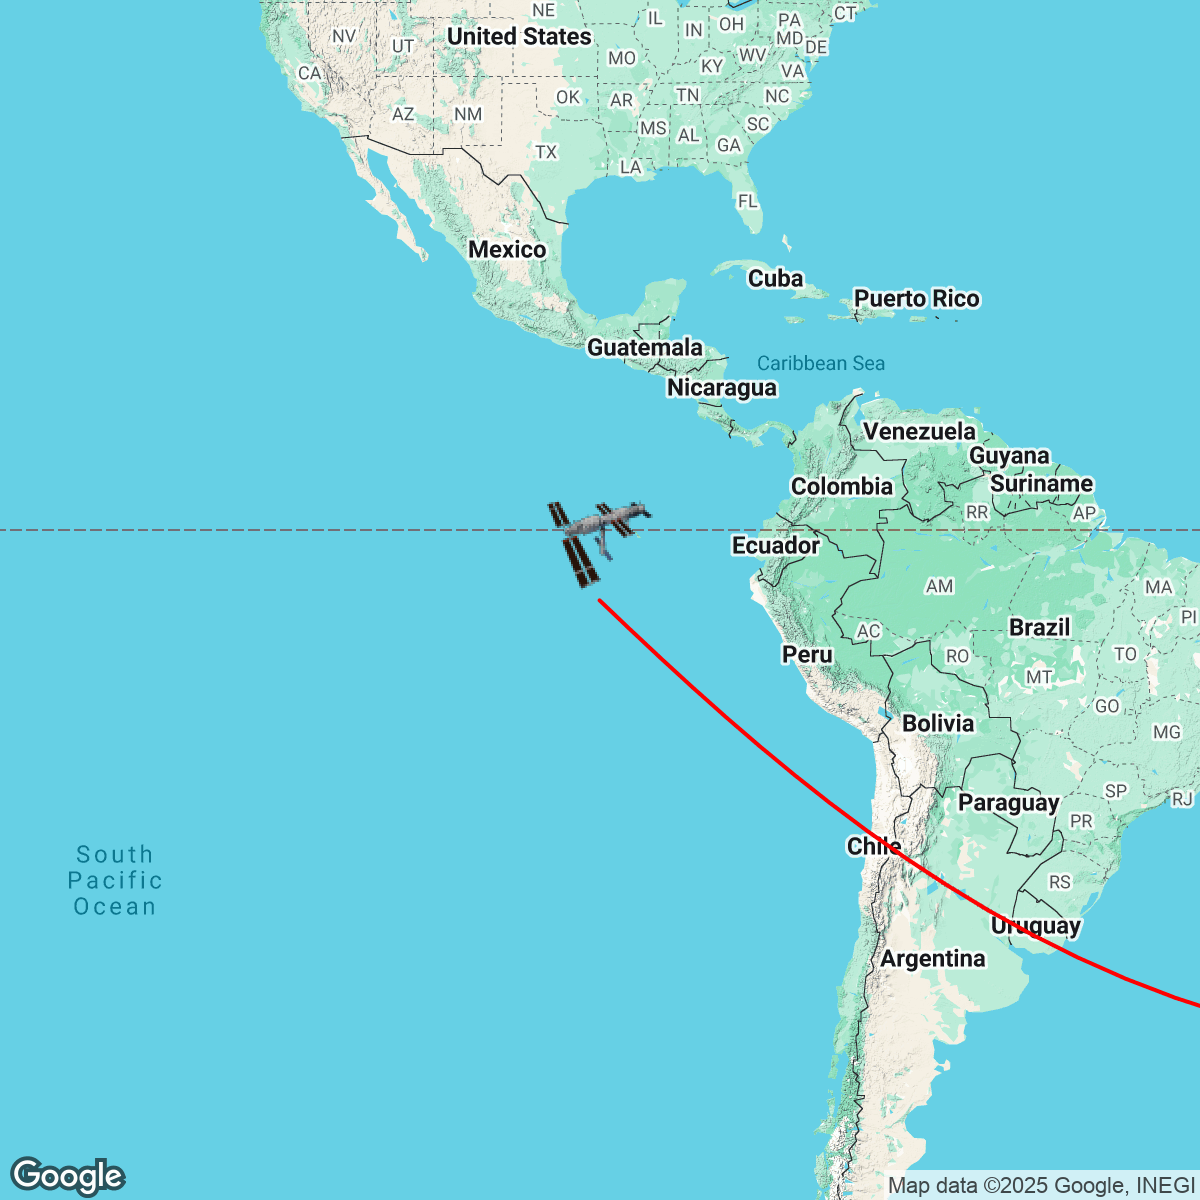 NE
IL
OH
PA
CT
NV
UT
United States
IN
MD
DE
MO
KY
WV
VA
CA
OK
AR
TN
NC
AZ
NM
MS
AL
SC
GA
TX
LA
FL
Mexico
Cuba
Puerto Rico
Guatemala
Caribbean Sea
Nicaragua
Venezuela
Guyana
Colombia
Suriname
RR
AP
Ecuador
AM
MA
PI
AC
Brazil
Peru
RO
TO
MT
GO
Bolivia
MG
SP
RJ
Paraguay
PR
Chile
South
Pacific
Ocean
RS
Uruguay
Argentina
Google
Map data ©2025 Google, INEGI